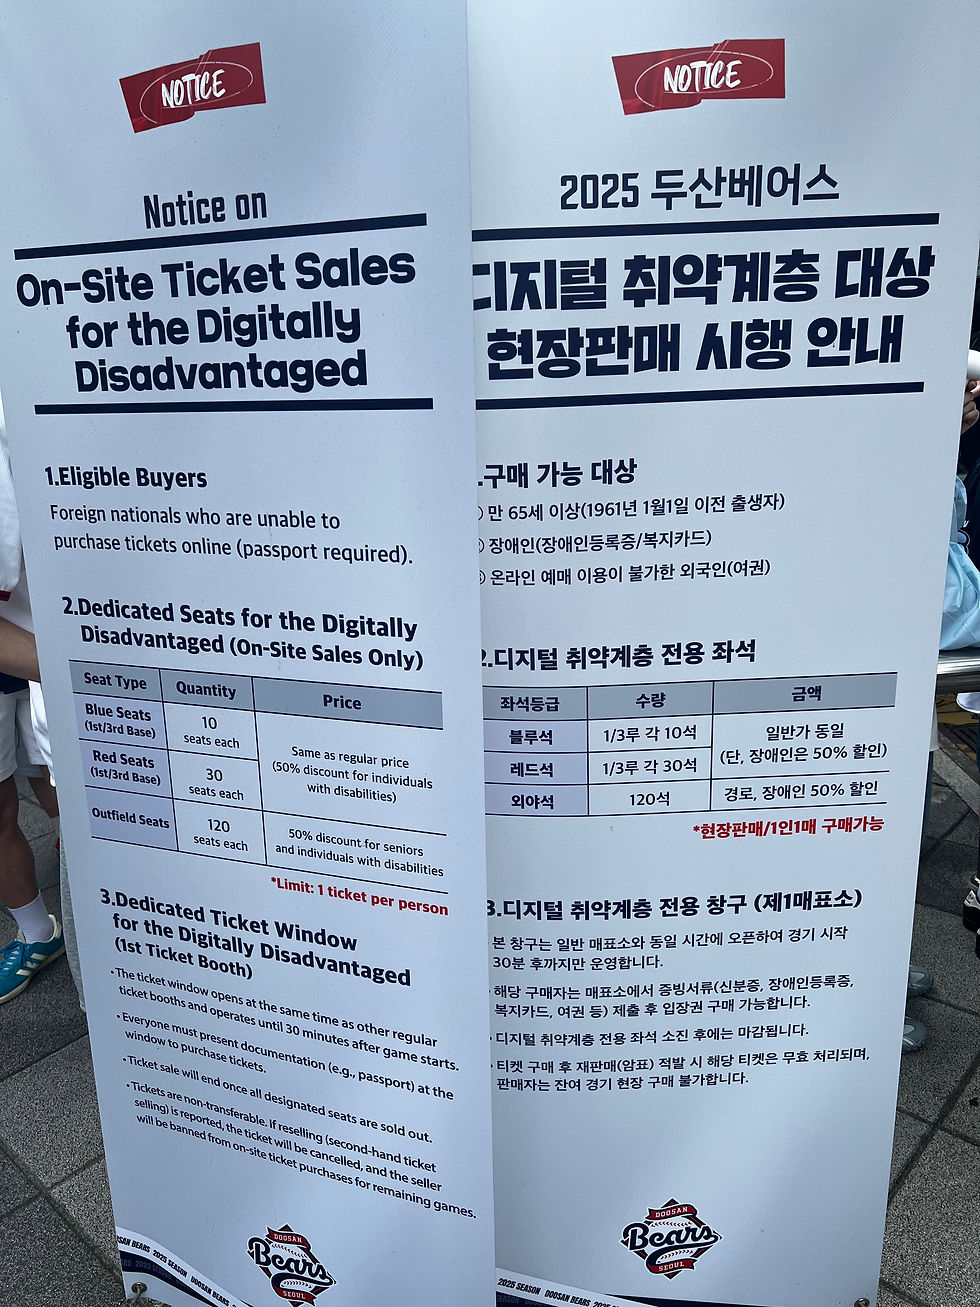 NOTICE
Notice on
On-Site Ticket Sales
for the Digitally
Disadvantaged
1.Eligible Buyers
Foreign nationals who are unable to
purchase tickets online (passport required).
2.Dedicated Seats for the Digitally
Disadvantaged (On-Site Sales Only)
Seat Type Quantity Price
Blue Seats
(1st/3rd Base)
10
seats each
Red Seats
(1st/3rd Base)
30
seats each
Same as regular price
(50% discount for individuals
with disabilities)
Outfield Seats
120
seats each
50% discount for seniors
and individuals with disabilities
*Limit: 1 ticket per person
3.Dedicated Ticket Window
for the Digitally Disadvantaged
(1st Ticket Booth)
•The ticket window opens at the same time as other regular
ticket booths and operates until 30 minutes after game starts.
•Everyone must present documentation (e.g., passport) at the
window to purchase tickets.
•Ticket sale will end once all designated seats are sold out.
•Tickets are non-transferable. If reselling (second-hand ticket
selling) is reported, the ticket will be cancelled, and the seller
will be banned from on-site ticket purchases for remaining games.
DOOSAN
Bears
SEOUL
BEARS 2025 SEASON DOOSAN BEARS
NOTICE
2025 두산베어스
디지털 취약계층 대상
현장판매 시행 안내
.구매 가능 대상
만 65세 이상(1961년 1월1일 이전 출생자)
장애인(장애인등록증/복지카드)
온라인 예매 이용이 불가한 외국인(여권)
2.디지털 취약계층 전용 좌석
좌석등급 수량 금액
블루석 1/3루 각 10석
레드석 1/3루 각 30석
일반가 동일
(단, 장애인은 50% 할인)
외야석 120석 경로, 장애인 50% 할인
*현장판매/1인1매 구매가능
3.디지털 취약계층 전용 창구 (제1매표소)
본 창구는 일반 매표소와 동일 시간에 오픈하여 경기 시작
30분 후까지만 운영합니다.
해당 구매자는 매표소에서 증빙서류(신분증, 장애인등록증,
복지카드, 여권 등) 제출 후 입장권 구매 가능합니다.
• 디지털 취약계층 전용 좌석 소진 후에는 마감됩니다.
• 티켓 구매 후 재판매(암표) 적발 시 해당 티켓은 무효 처리되며,
판매자는 잔여 경기 현장 구매 불가합니다.
DOOSAN
Bears
SEOUL
2025 SEASON DOOSAN BEARS 2025